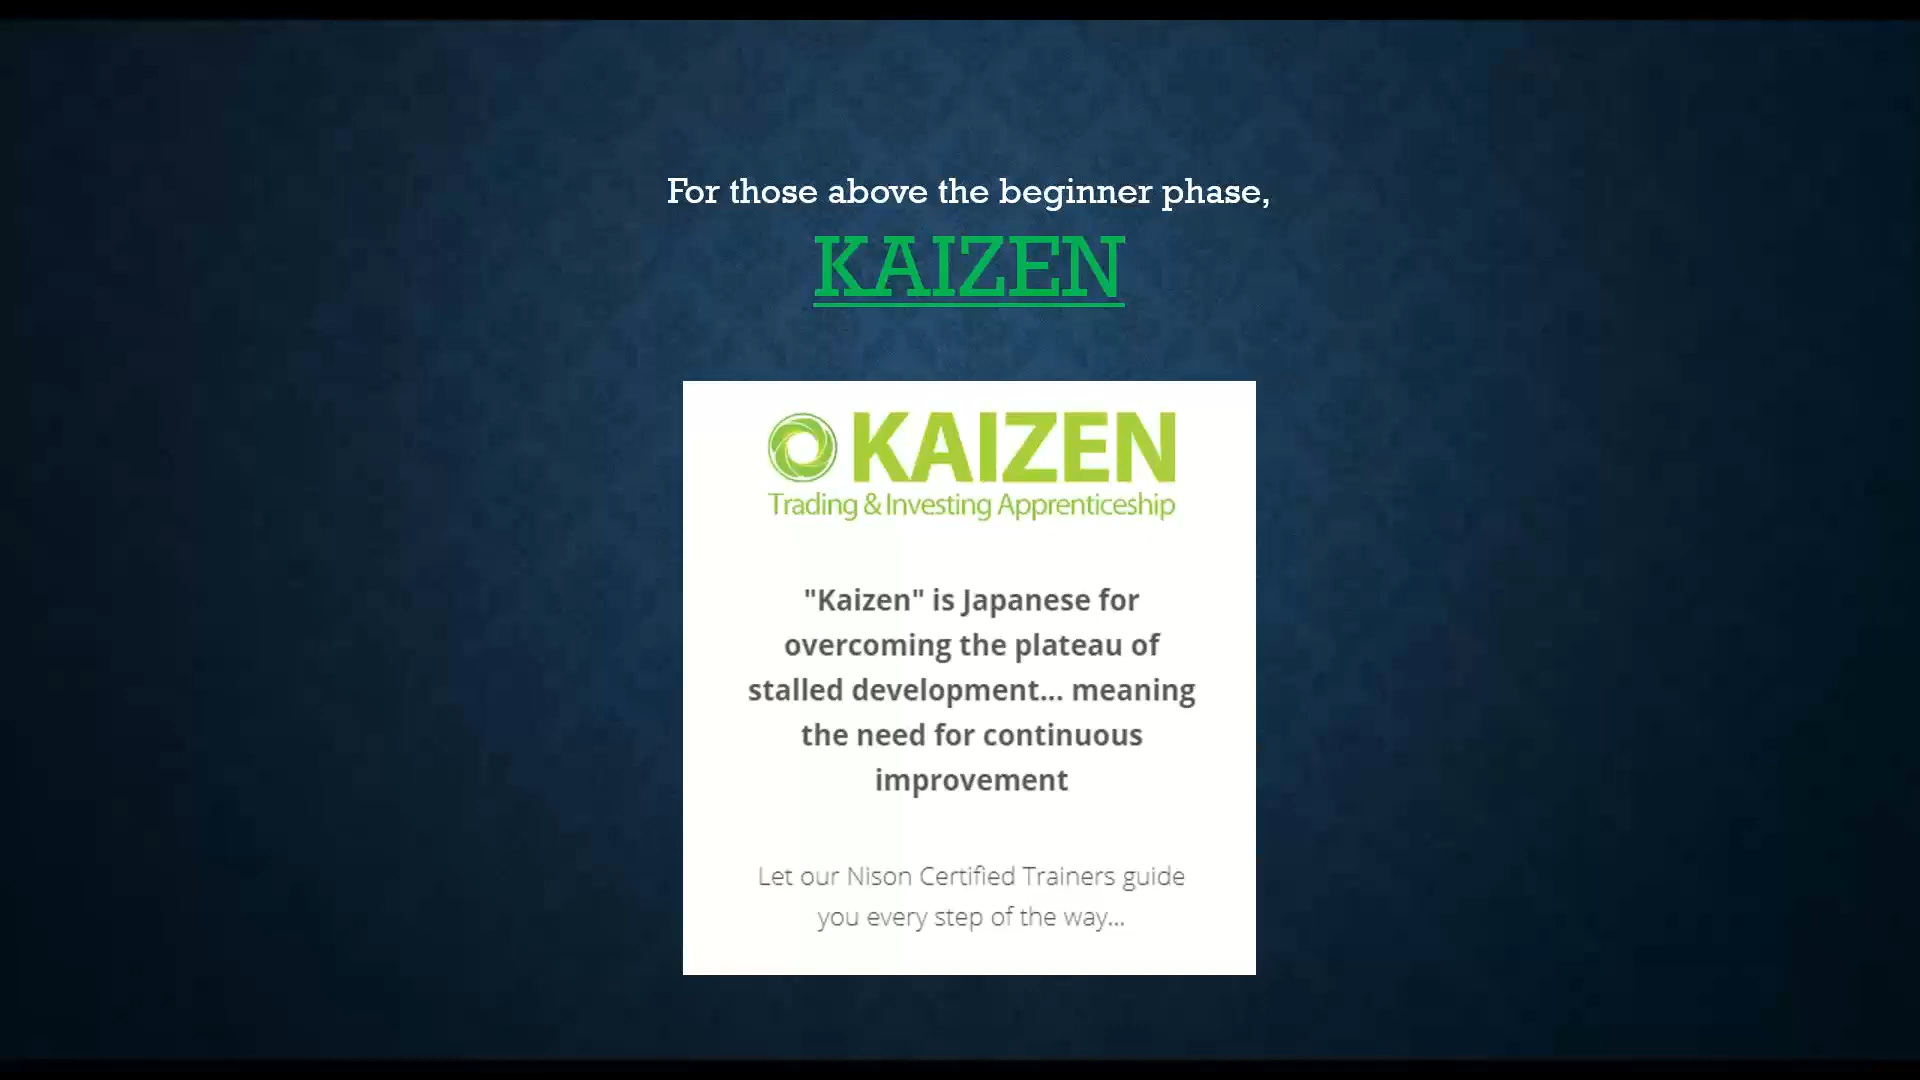 For those above the beginner phase,
KAIZEN
KAIZEN
Trading & Investing Apprenticeship
"Kaizen" is Japanese for
overcoming the plateau of
stalled development... meaning
the need for continuous
improvement
Let our Nison Certified Trainers guide
you every step of the way...